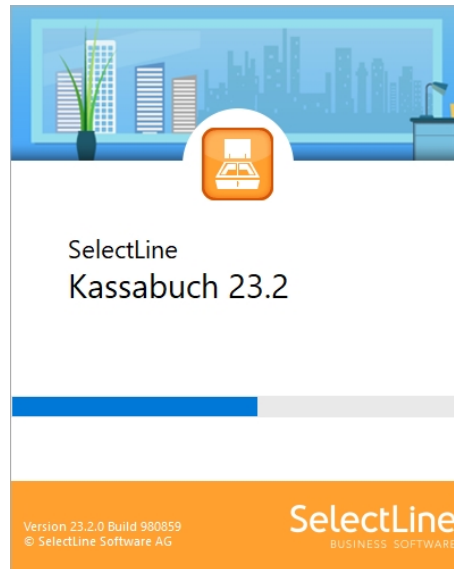 SelectLine
Kassabuch 23.2
Version 23.2.0 Build 980859
© SelectLine Software AG
SelectLine
BUSINESS SOFTWARE